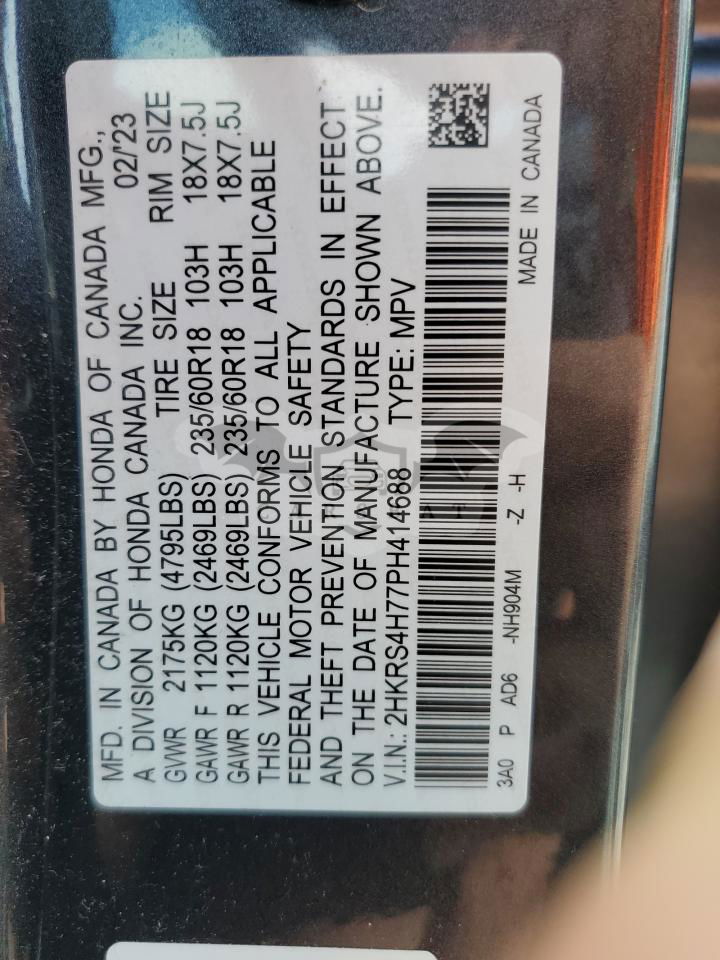 MFD. IN CANADA BY HONDA OF CANADA MFG.,
A DIVISION OF HONDA CANADA INC. 02/'23
GVWR 2175KG (4795LBS) TIRE SIZE RIM SIZE
GAWR F 1120KG (2469LBS) 235/60R18 103H 18X7.5J
GAWR R 1120KG (2469LBS) 235/60R18 103H 18X7.5J
THIS VEHICLE CONFORMS TO ALL APPLICABLE
FEDERAL MOTOR VEHICLE SAFETY
AND THEFT PREVENTION STANDARDS IN EFFECT
ON THE DATE OF MANUFACTURE SHOWN ABOVE.
V.I.N.: 2HKRS4H77PH414688 TYPE: MPV
3A0 P AD6 -NH904M -Z -H MADE IN CANADA